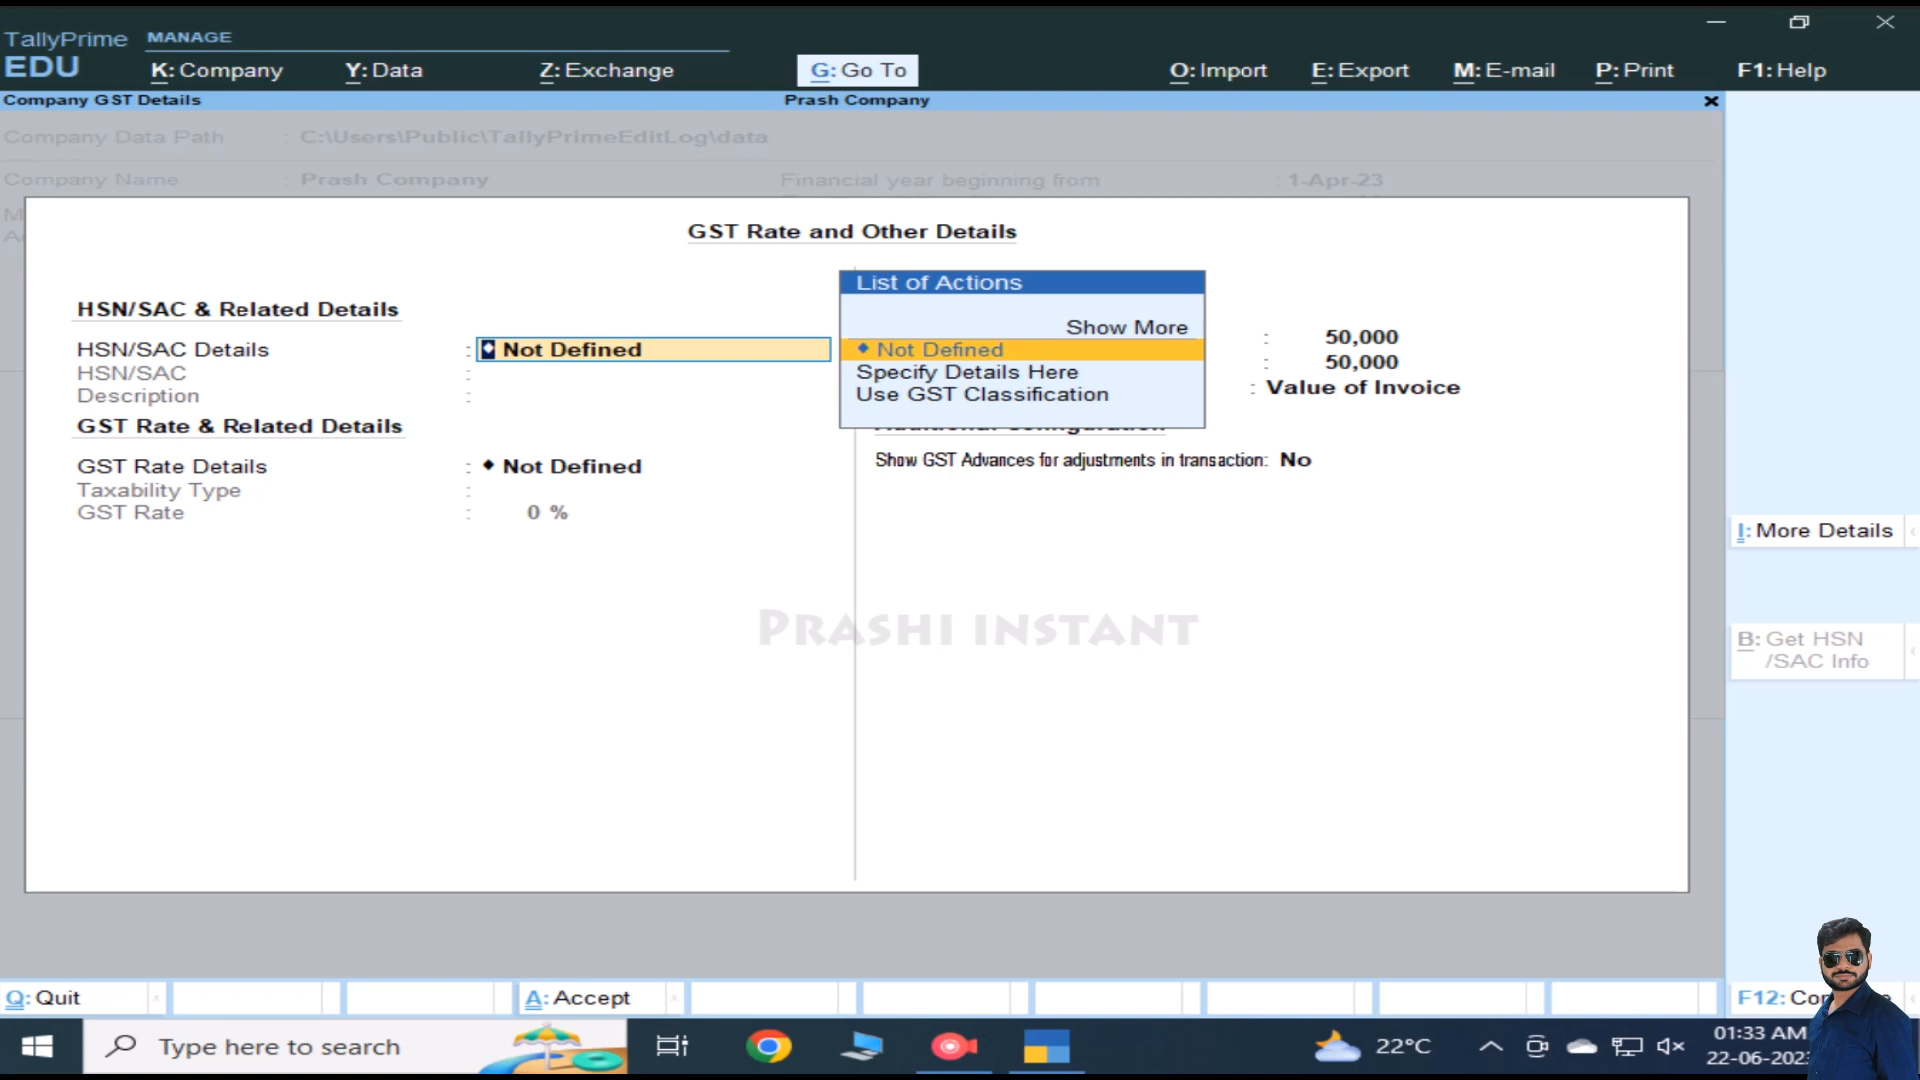 TallyPrime
EDU
MANAGE
K: Company
Y: Data
Z: Exchange
G: Go To
O: Import
E: Export
M: E-mail
P: Print
F1: Help
Company GST Details
Prash Company
Company Data Path : C:\Users\Public\TallyPrimeEditLog\data
Company Name : Prash Company
Financial year beginning from : 1-Apr-23
GST Rate and Other Details
HSN/SAC & Related Details
HSN/SAC Details : Not Defined
HSN/SAC :
Description :
GST Rate & Related Details
GST Rate Details : Not Defined
Taxability Type :
GST Rate : 0 %
List of Actions
Show More
Not Defined
Specify Details Here
Use GST Classification
: 50,000
: 50,000
: Value of Invoice
Show GST Advances for adjustments in transaction: No
PRASHI INSTANT
I: More Details
B: Get HSN
/SAC Info
Q: Quit
A: Accept
F12:
Type here to search
22°C
01:33 AM